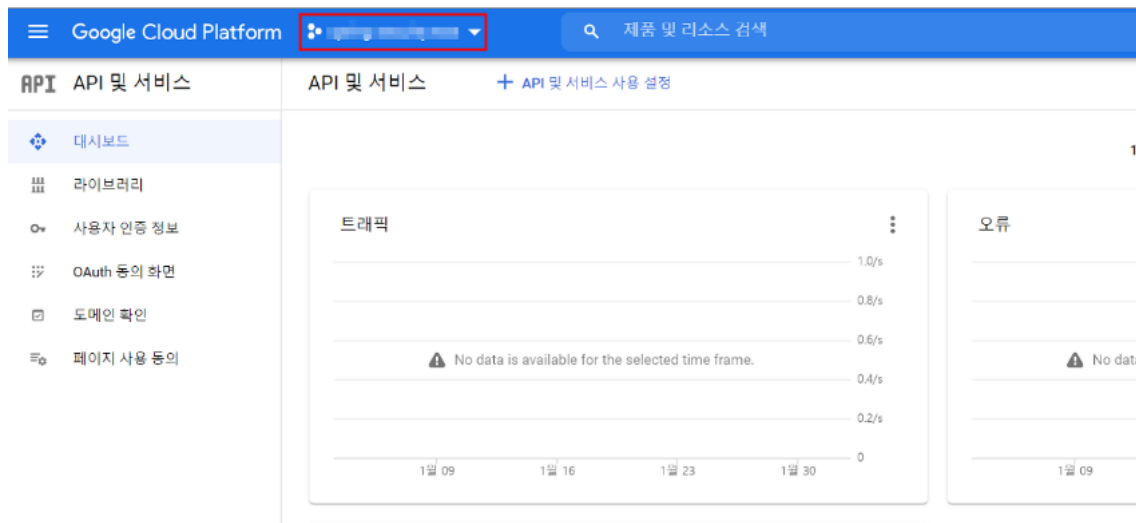 Google Cloud Platform
제품 및 리소스 검색
API API 및 서비스
API 및 서비스
+ API 및 서비스 사용 설정
대시보드
라이브러리
사용자 인증 정보
OAuth 동의 화면
도메인 확인
페이지 사용 동의
1
트래픽
1.0/s
0.8/s
0.6/s
No data is available for the selected time frame.
0.4/s
0.2/s
0
1월 09
1월 16
1월 23
1월 30
오류
No data
1월 09